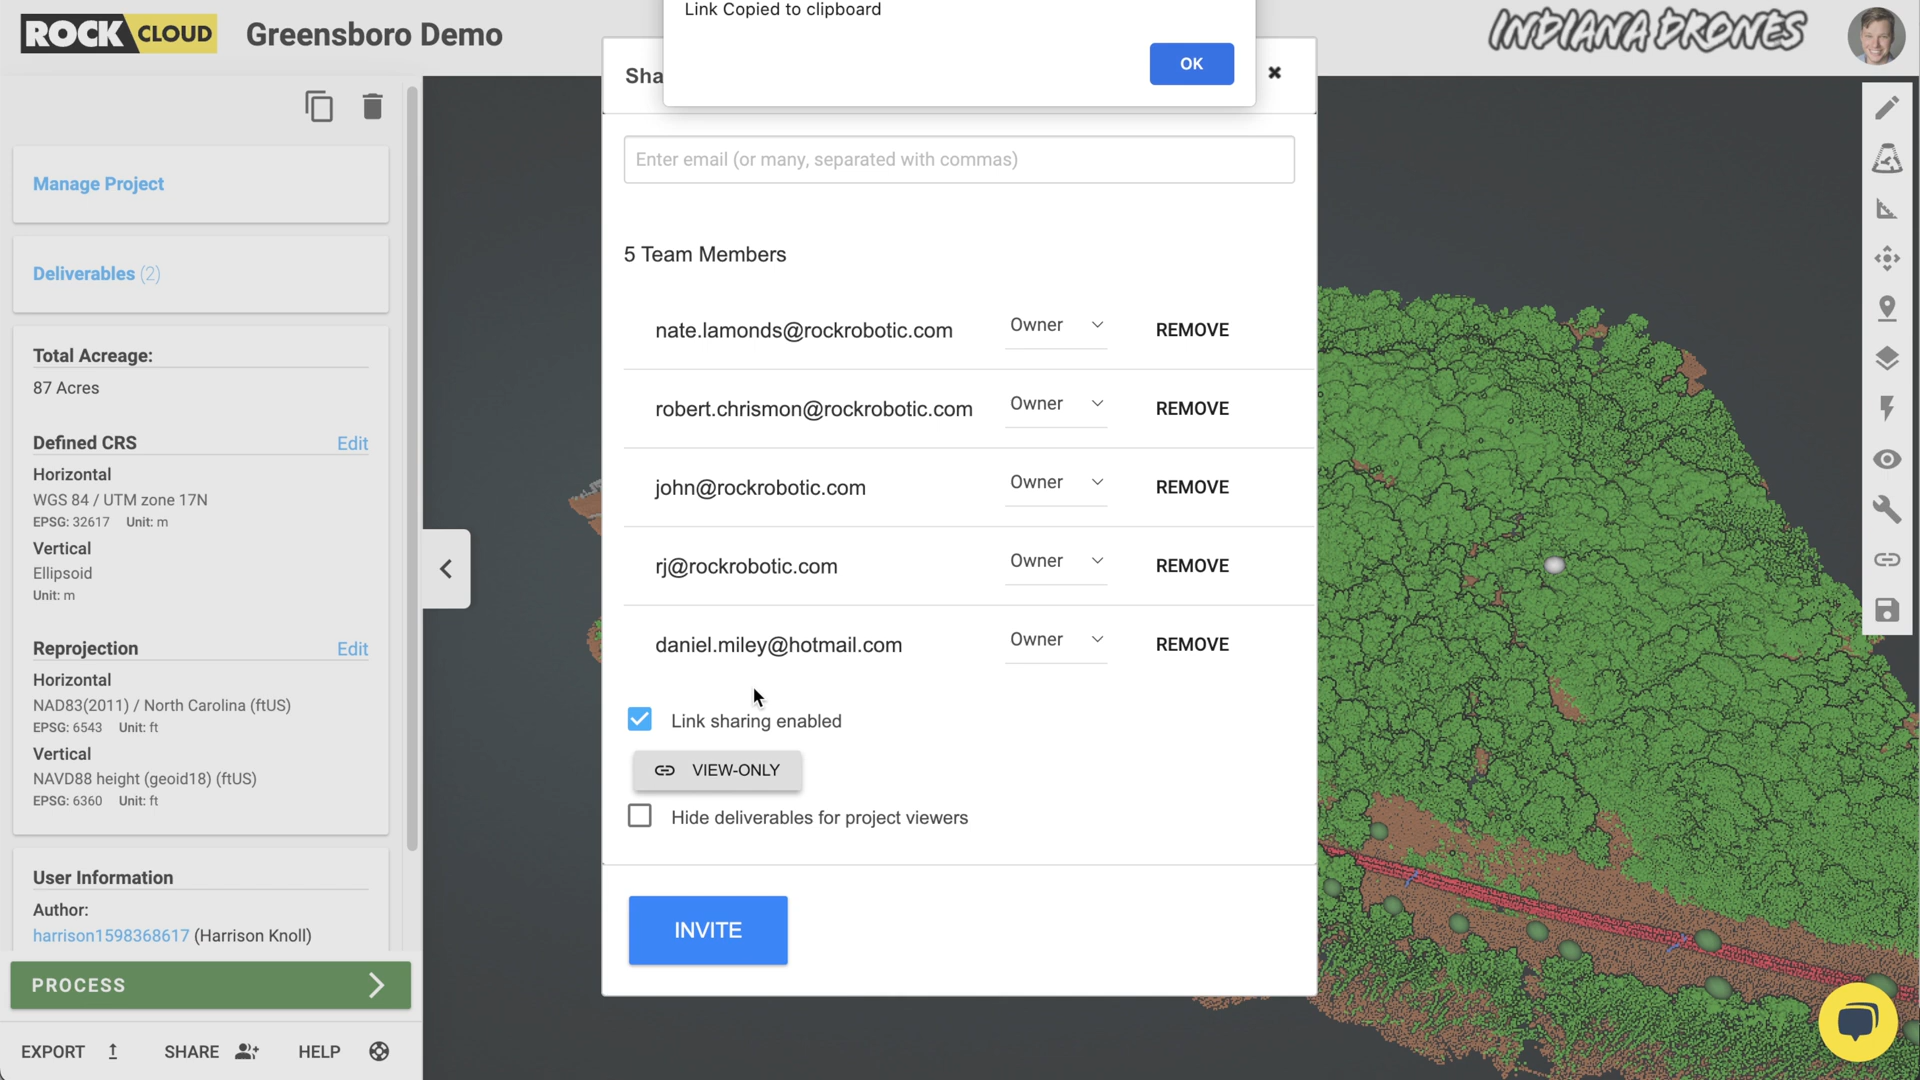 ROCK CLOUD
Greensboro Demo
INDIANA DRONES
Link Copied to clipboard
OK
Sha
Enter email (or many, separated with commas)
5 Team Members
nate.lamonds@rockrobotic.com Owner REMOVE
robert.chrismon@rockrobotic.com Owner REMOVE
john@rockrobotic.com Owner REMOVE
rj@rockrobotic.com Owner REMOVE
daniel.miley@hotmail.com Owner REMOVE
Link sharing enabled
VIEW-ONLY
Hide deliverables for project viewers
INVITE
Manage Project
Deliverables (2)
Total Acreage:
87 Acres
Defined CRS Edit
Horizontal
WGS 84 / UTM zone 17N
EPSG: 32617 Unit: m
Vertical
Ellipsoid
Unit: m
Reprojection Edit
Horizontal
NAD83(2011) / North Carolina (ftUS)
EPSG: 6543 Unit: ft
Vertical
NAVD88 height (geoid18) (ftUS)
EPSG: 6360 Unit: ft
User Information
Author:
harrison1598368617 (Harrison Knoll)
PROCESS
EXPORT SHARE HELP